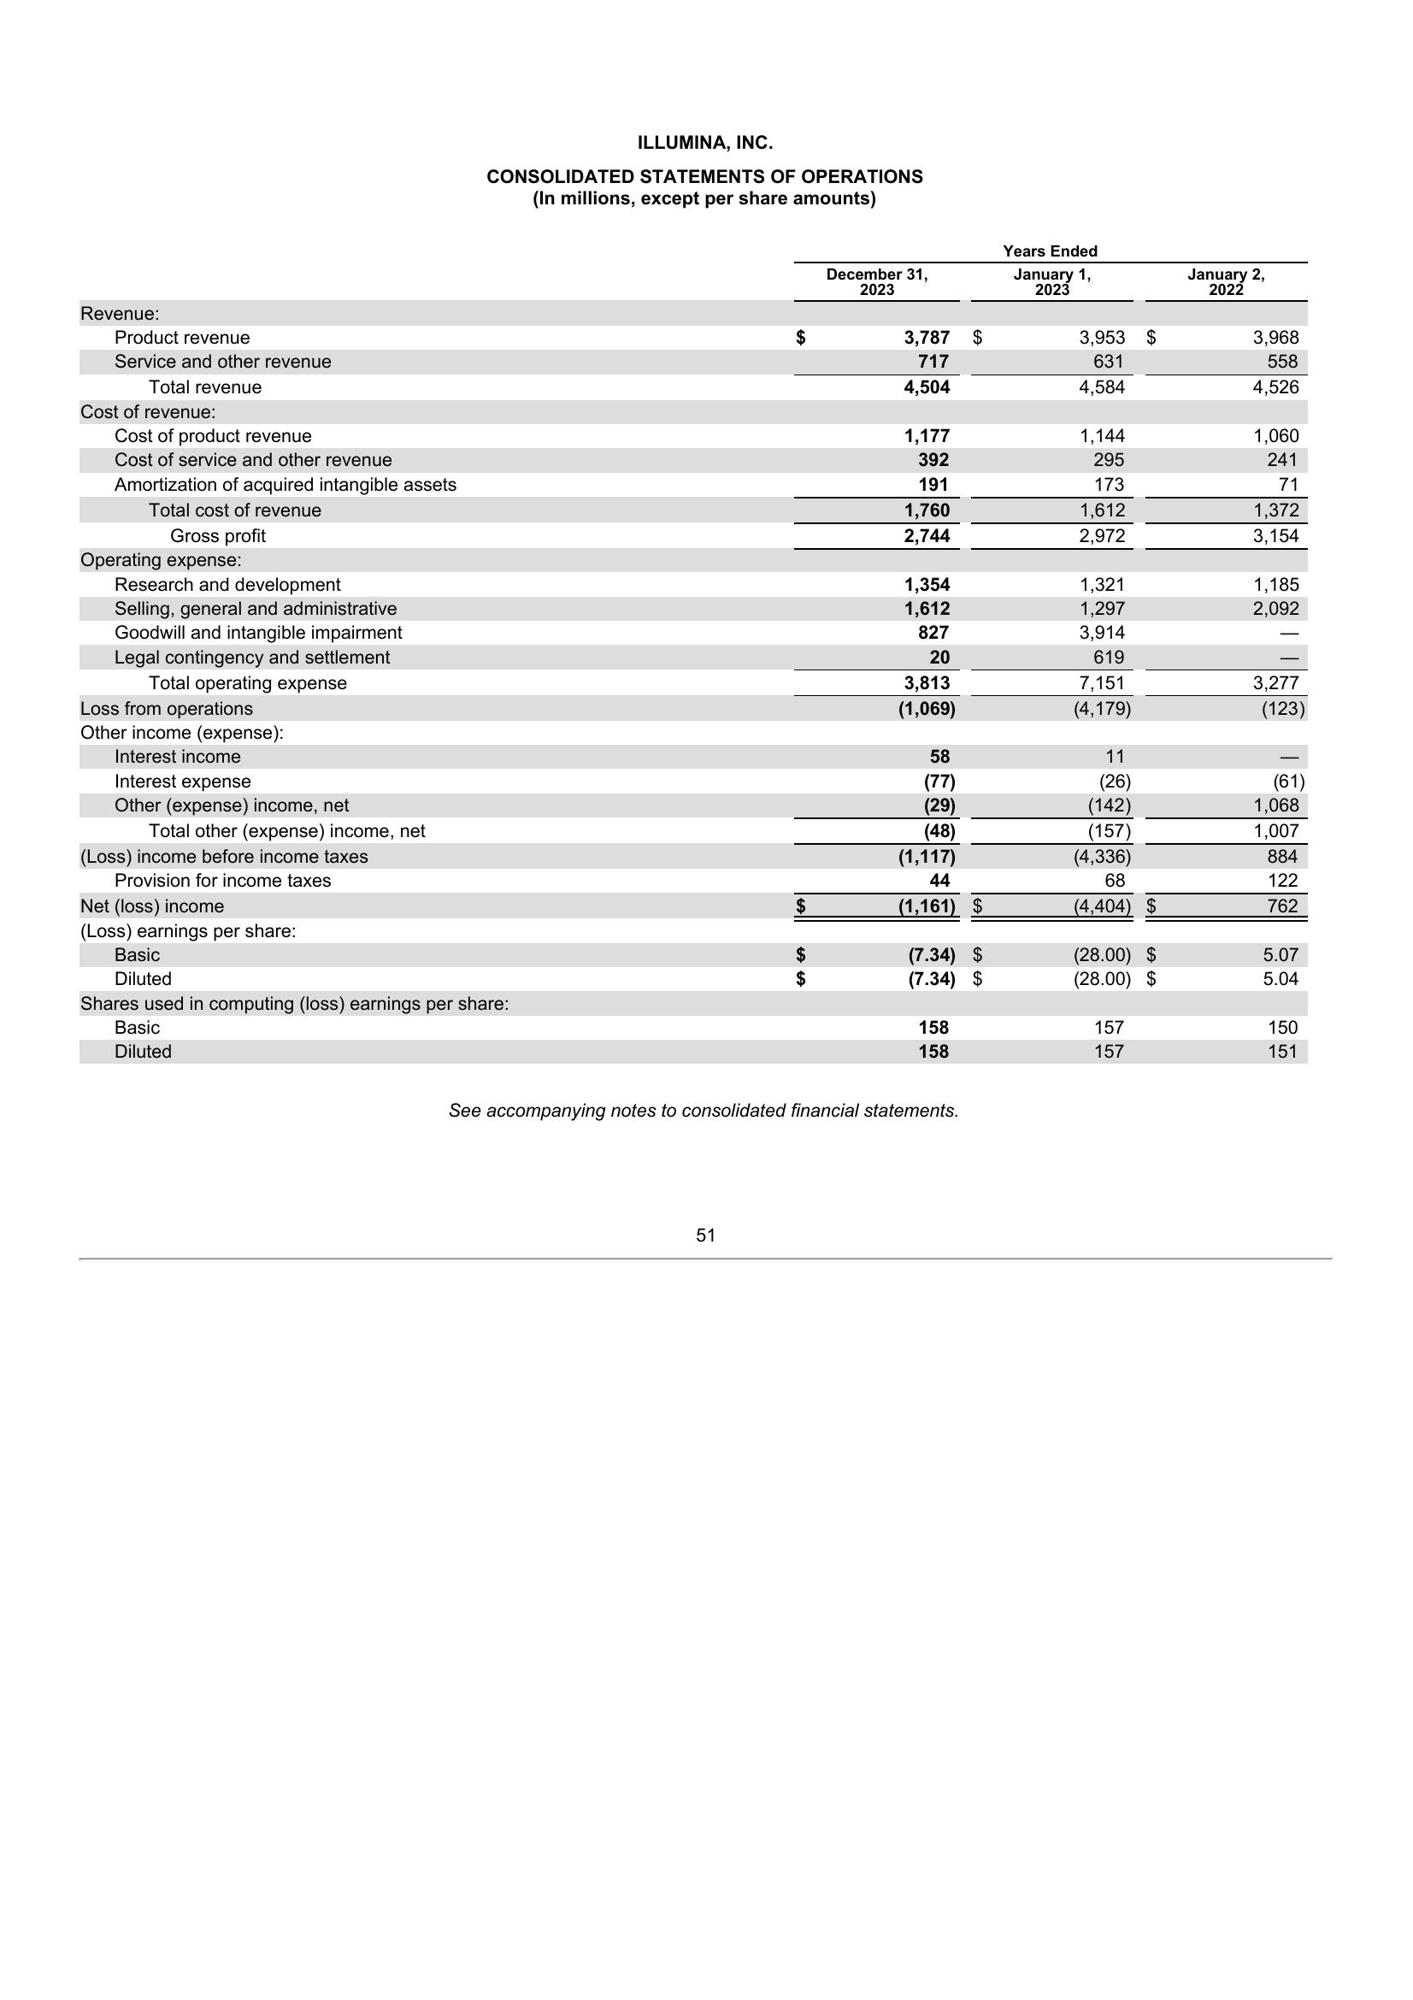 ILLUMINA, INC.
CONSOLIDATED STATEMENTS OF OPERATIONS
(In millions, except per share amounts)
Years Ended
December 31, 2023 January 1, 2023 January 2, 2022
Revenue:
Product revenue $ 3,787 $ 3,953 $ 3,968
Service and other revenue 717 631 558
Total revenue 4,504 4,584 4,526
Cost of revenue:
Cost of product revenue 1,177 1,144 1,060
Cost of service and other revenue 392 295 241
Amortization of acquired intangible assets 191 173 71
Total cost of revenue 1,760 1,612 1,372
Gross profit 2,744 2,972 3,154
Operating expense:
Research and development 1,354 1,321 1,185
Selling, general and administrative 1,612 1,297 2,092
Goodwill and intangible impairment 827 3,914 —
Legal contingency and settlement 20 619 —
Total operating expense 3,813 7,151 3,277
Loss from operations (1,069) (4,179) (123)
Other income (expense):
Interest income 58 11 —
Interest expense (77) (26) (61)
Other (expense) income, net (29) (142) 1,068
Total other (expense) income, net (48) (157) 1,007
(Loss) income before income taxes (1,117) (4,336) 884
Provision for income taxes 44 68 122
Net (loss) income $ (1,161) $ (4,404) $ 762
(Loss) earnings per share:
Basic $ (7.34) $ (28.00) $ 5.07
Diluted $ (7.34) $ (28.00) $ 5.04
Shares used in computing (loss) earnings per share:
Basic 158 157 150
Diluted 158 157 151
See accompanying notes to consolidated financial statements.
51